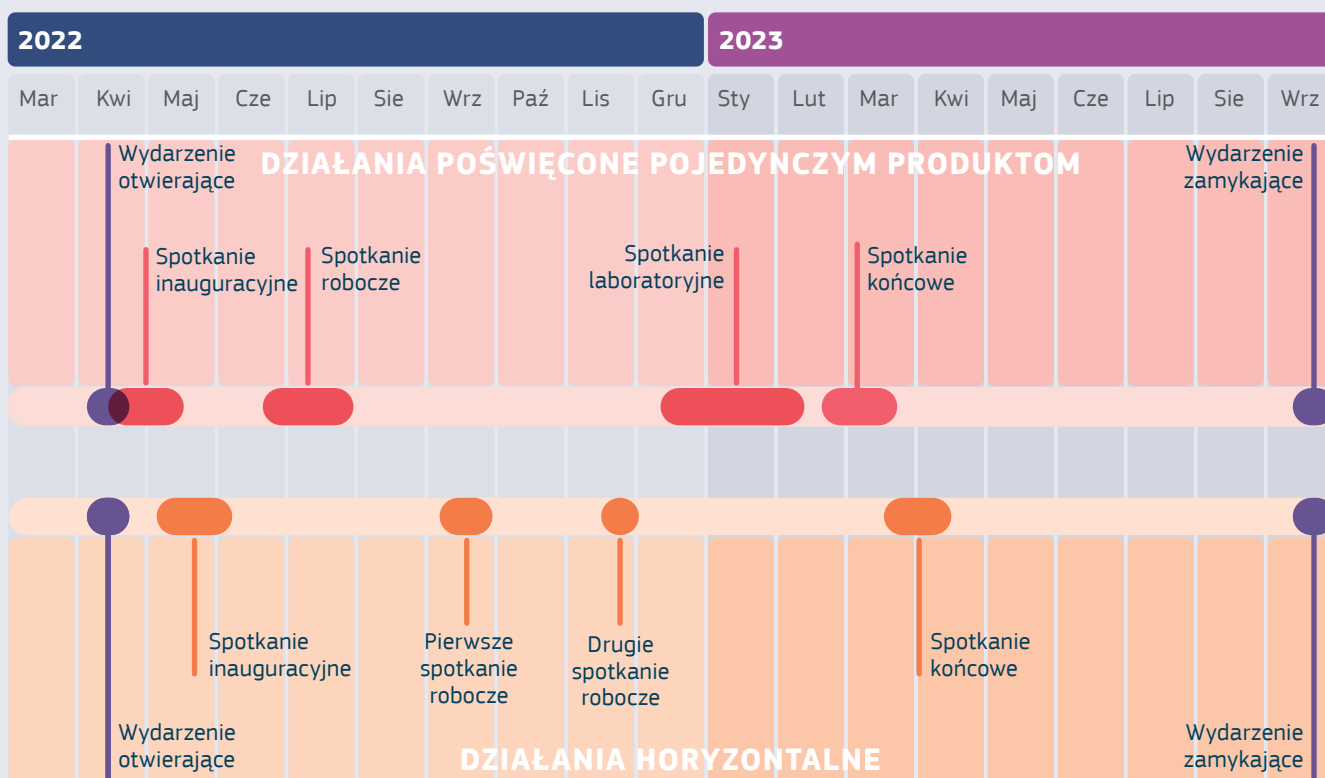 2022
2023
Mar Kwi Maj Cze Lip Sie Wrz Paź Lis Gru Sty Lut Mar Kwi Maj Cze Lip Sie Wrz
DZIAŁANIA POŚWIĘCONE POJEDYNCZYM PRODUKTOM
Wydarzenie
otwierające
Wydarzenie
zamykające
Spotkanie
inauguracyjne
Spotkanie
robocze
Spotkanie
laboratoryjne
Spotkanie
końcowe
Spotkanie
inauguracyjne
Pierwsze
spotkanie
robocze
Drugie
spotkanie
robocze
Spotkanie
końcowe
Wydarzenie
otwierające
Wydarzenie
zamykające
DZIAŁANIA HORYZONTALNE